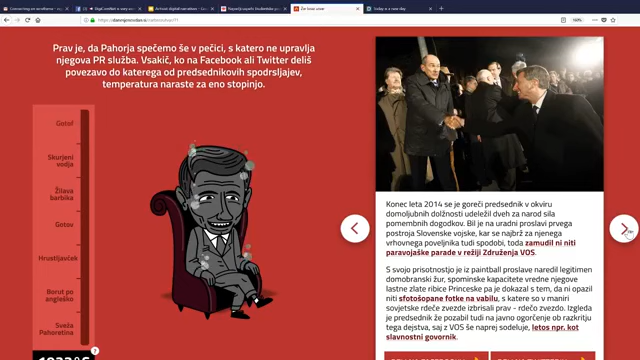 Prav je, da Pahorja spečemo še v pečici, s katero ne upravlja
njegova PR služba. Vsakič, ko na Facebook ali Twitter deliš
povezavo do katerega od predsednikovih spodrsljajev,
temperatura naraste za eno stopinjo.
Gotof
Skurjeni
vodja
Žilava
barbika
Gotov
Hrustljavček
Borut po
angleško
Sveža
Pahoretina
Konec leta 2014 se je goreči predsednik v okviru
domoljubnih dolžnosti udeležil dveh za narod sila
pomembnih dogodkov. Bil je na uradni proslavi prvega
postroja Slovenske vojske, kar se najbrž za njenega
vrhovnega poveljnika tudi spodobi, toda zamudil ni niti
paravojaške parade v režiji Združenja VOS.
S svojo prisotnostjo je iz paintball proslave naredil legitimen
domobranski žur, spominske kapacitete vredne njegove
lastne zlate ribice Princeske pa je dokazal s tem, da ni opazil
niti sfotošopane fotke na vabilu, s katere so v maniri
sovjetske rdeče zvezde izbrisali prav - rdečo zvezdo. Izgleda
je predsednik že pozabil tudi na javno ogorčenje ob razkritju
tega dejstva, saj z VOS še naprej sodeluje, letos npr. kot
slavnostni govornik.